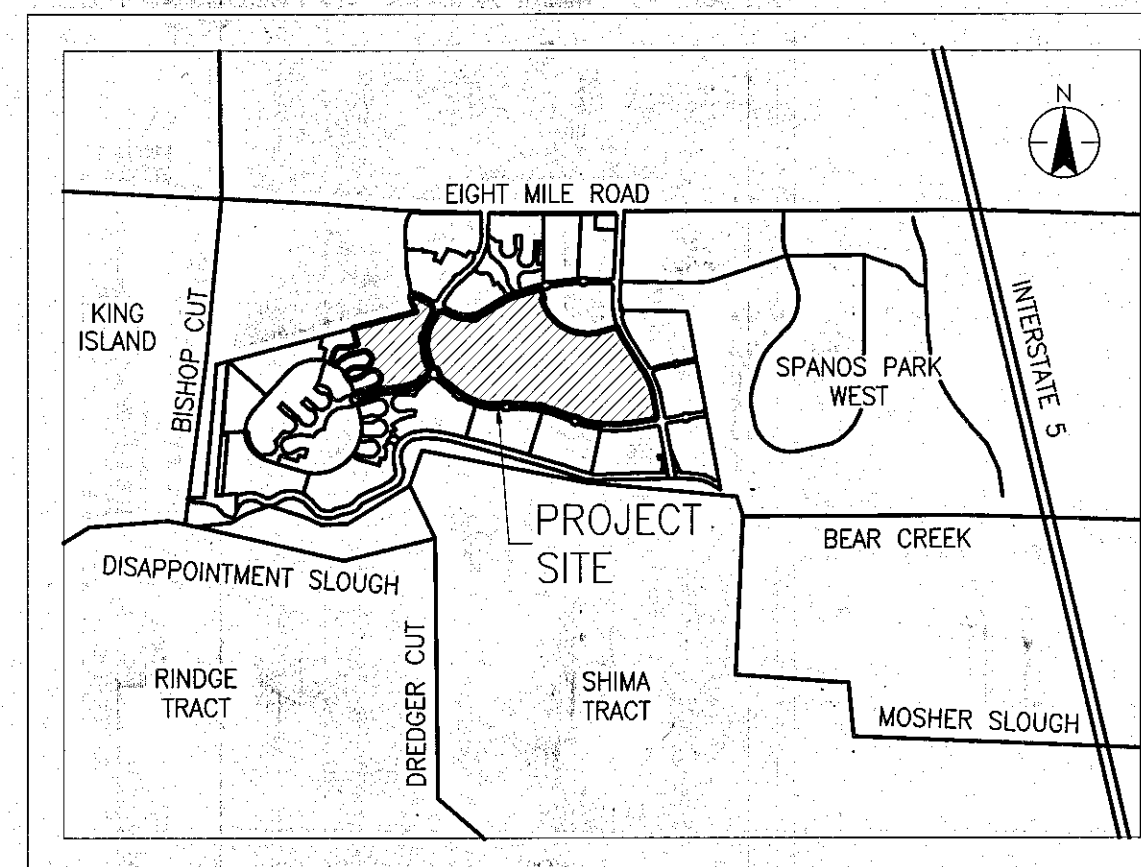 N
EIGHT MILE ROAD
KING
ISLAND
BISHOP CUT
INTERSTATE 5
SPANOS PARK
WEST
PROJECT
SITE
BEAR CREEK
DISAPPOINTMENT SLOUGH
DREDGER CUT
RINDGE
TRACT
SHIMA
TRACT
MOSHER SLOUGH